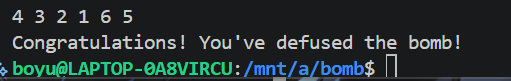 4 3 2 1 6 5
Congratulations! You've defused the bomb!
boyu@LAPTOP-0A8VIRCU:/mnt/a/bomb$